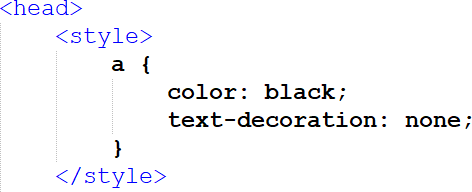 <head>
<style>
a {
color: black;
text-decoration: none;
}
</style>